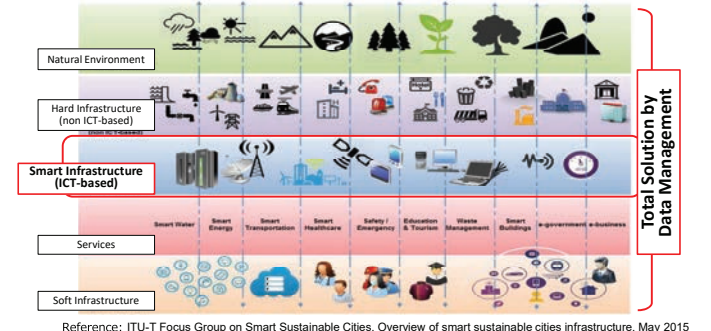 Natural Environment
Hard Infrastructure
(non ICT-based)
Smart Infrastructure
(ICT-based)
Smart Water
Smart
Energy
Smart
Transportation
Smart
Healthcare
Safety /
Emergency
Education
& Tourism
Waste
Management
Smart
Buildings
e-government
e-business
Services
Soft Infrastructure
Total Solution by
Data Management
Reference: ITU-T Focus Group on Smart Sustainable Cities, Overview of smart sustainable cities infrastructure, May 2015